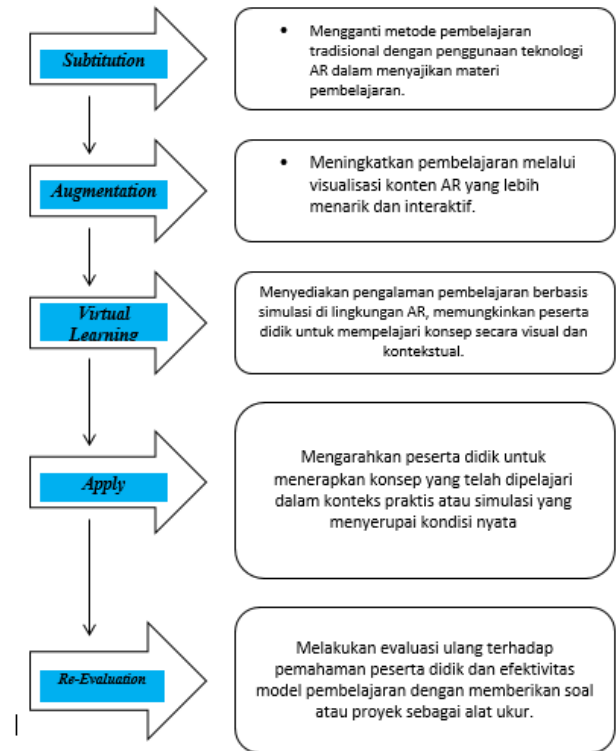 Subtitution
• Mengganti metode pembelajaran
tradisional dengan penggunaan teknologi
AR dalam menyajikan materi
pembelajaran.
Augmentation
• Meningkatkan pembelajaran melalui
visualisasi konten AR yang lebih
menarik dan interaktif.
Virtual
Learning
Menyediakan pengalaman pembelajaran berbasis
simulasi di lingkungan AR, memungkinkan peserta
didik untuk mempelajari konsep secara visual dan
kontekstual.
Apply
Mengarahkan peserta didik untuk
menerapkan konsep yang telah dipelajari
dalam konteks praktis atau simulasi yang
menyerupai kondisi nyata
Re-Evaluation
Melakukan evaluasi ulang terhadap
pemahaman peserta didik dan efektivitas
model pembelajaran dengan memberikan soal
atau proyek sebagai alat ukur.